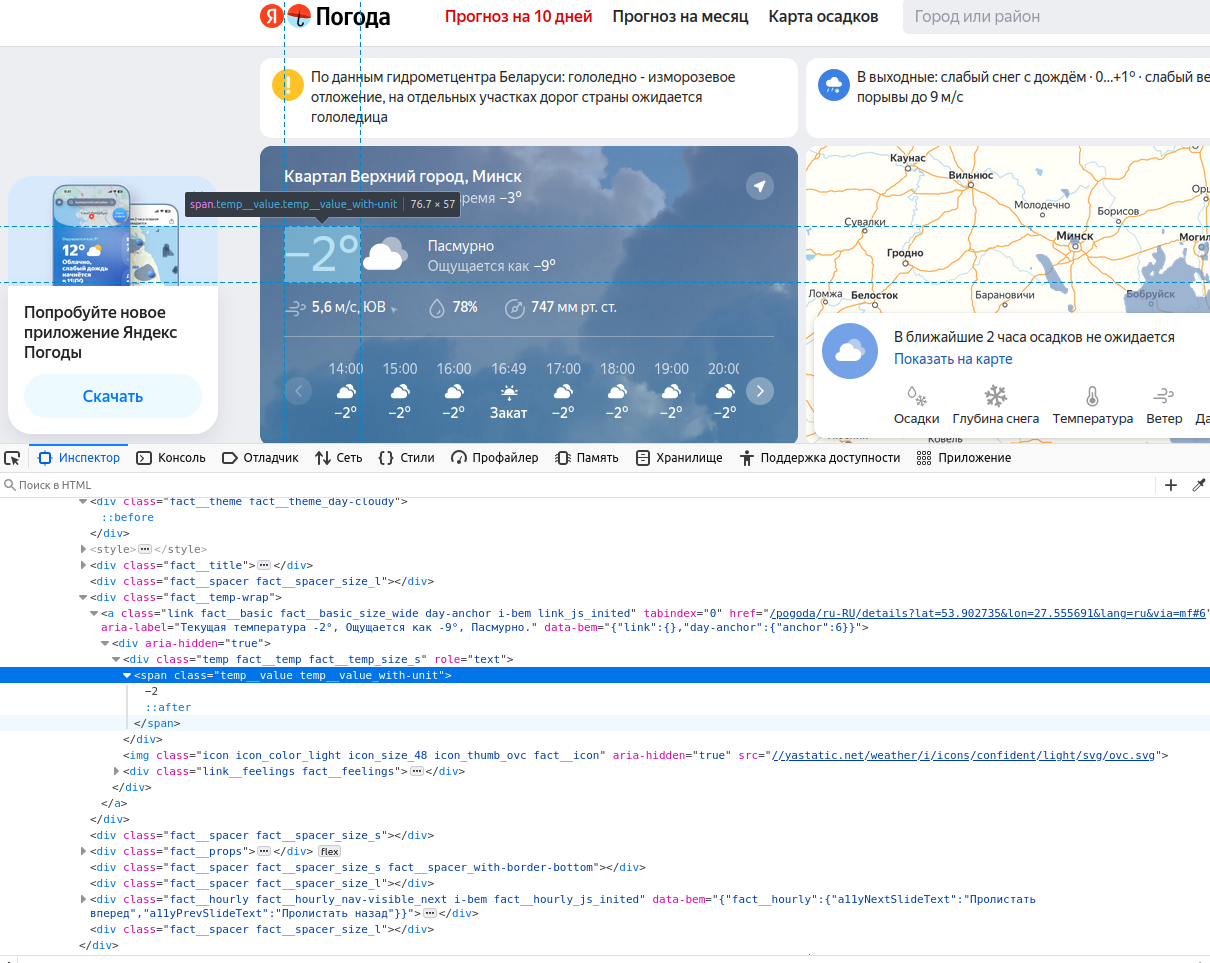 Я Погода
Прогноз на 10 дней Прогноз на месяц Карта осадков
Город или район
По данным гидрометцентра Беларуси: гололедно - изморозевое
отложение, на отдельных участках дорог страны ожидается
гололедица
В выходные: слабый снег с дождём · 0…+1° · слабый ве
порывы до 9 м/с
Квартал Верхний город, Минск
ремя −3°
span.temp__value.temp__value_with-unit | 76.7 × 57
−2°
Пасмурно
Ощущается как −9°
5,6 м/с, ЮВ 78% 747 мм рт. ст.
14:00 15:00 16:00 16:49 17:00 18:00 19:00 20:00
−2° −2° −2° Закат −2° −2° −2° −2°
12°
Облачно,
слабый дождь
начнётся
Попробуйте новое
приложение Яндекс
Погоды
Скачать
Каунас
Вильнюс
Орш
Молодечно
Борисов
Сувалки
Минск
Могил
Гродно
Ломжа Белосток Барановичи Бобруйск
В ближайшие 2 часа осадков не ожидается
Показать на карте
Осадки Глубина снега Температура Ветер Да
Ковель
Инспектор Консоль Отладчик Сеть {} Стили Профайлер Память Хранилище Поддержка доступности Приложение
Поиск в HTML
<div class="fact__theme fact__theme_day-cloudy">
::before
</div>
<style>…</style>
<div class="fact__title">…</div>
<div class="fact__spacer fact__spacer_size_l"></div>
<div class="fact__temp-wrap">
<a class="link fact__basic fact__basic_size_wide day-anchor i-bem link_js_inited" tabindex="0" href="/pogoda/ru-RU/details?lat=53.902735&lon=27.555691&lang=ru&via=mf#6"
aria-label="Текущая температура -2°, Ощущается как -9°, Пасмурно." data-bem="{"link":{},"day-anchor":{"anchor":6}}">
<div aria-hidden="true">
<div class="temp fact__temp fact__temp_size_s" role="text">
<span class="temp__value temp__value_with-unit">
−2
::after
</span>
</div>
<img class="icon icon_color_light icon_size_48 icon_thumb_ovc fact__icon" aria-hidden="true" src="//yastatic.net/weather/i/icons/confident/light/svg/ovc.svg">
<div class="link__feelings fact__feelings">…</div>
</div>
</a>
</div>
<div class="fact__spacer fact__spacer_size_s"></div>
<div class="fact__props">…</div> flex
<div class="fact__spacer fact__spacer_size_s fact__spacer_with-border-bottom"></div>
<div class="fact__spacer fact__spacer_size_l"></div>
<div class="fact__hourly fact__hourly_nav-visible_next i-bem fact__hourly_js_inited" data-bem="{"fact__hourly":{"a11yNextSlideText":"Пролистать
вперед","a11yPrevSlideText":"Пролистать назад"}}">…</div>
<div class="fact__spacer fact__spacer_size_l"></div>
</div>